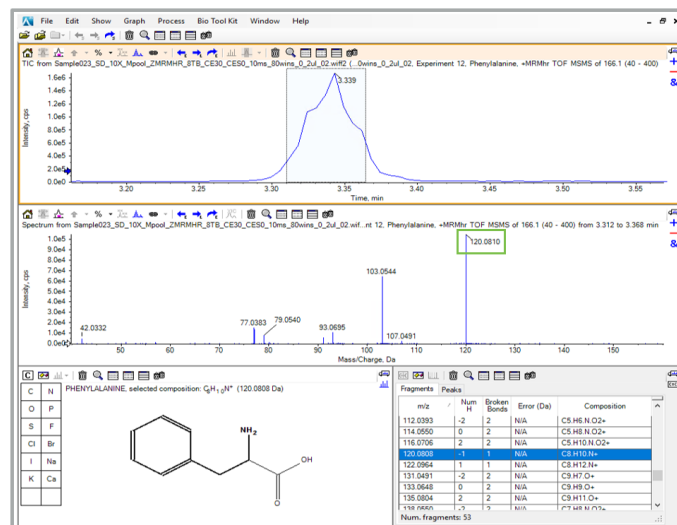 File Edit Show Graph Process Bio Tool Kit Window Help
TIC from Sample023_SD_10X_Mpool_ZMRMHR_8TB_CE30_CES0_10ms_80wins_0_2ul_02.wiff2 (...0wins_0_2ul_02, Experiment 12, Phenylalanine, +MRMhr TOF MSMS of 166.1 (40 - 400)
1.6e6
1.4e6
1.2e6
1.0e6
8.0e5
6.0e5
4.0e5
2.0e5
0.0e0
Intensity, cps
3.339
3.20 3.25 3.30 3.35 3.40 3.45 3.50 3.55
Time, min
Spectrum from Sample023_SD_10X_Mpool_ZMRMHR_8TB_CE30_CES0_10ms_80wins_0_2ul_02.wif...nt 12, Phenylalanine, +MRMhr TOF MSMS of 166.1 (40 - 400) from 3.312 to 3.368 min
1.0e5
9.0e4
8.0e4
7.0e4
6.0e4
5.0e4
4.0e4
3.0e4
2.0e4
1.0e4
0.0e0
Intensity, cps
42.0332
77.0383
79.0540
93.0695
103.0544
107.0491
120.0810
50 60 70 80 90 100 110 120 130 140 150
Mass/Charge, Da
C N
O P
S F
Cl Br
I Na
K Ca
PHENYLALANINE, selected composition: C₈H₁₀N⁺ (120.0808 Da)
NH₂
OH
O
Fragments Peaks
m/z Num H Broken Bonds Error (Da) Composition
112.0393 -2 2 N/A C5.H6.N.O2+
114.0550 0 2 N/A C5.H8.N.O2+
116.0706 2 2 N/A C5.H10.N.O2+
120.0808 -1 1 N/A C8.H10.N+
122.0964 1 1 N/A C8.H12.N+
131.0491 -2 2 N/A C9.H7.O+
133.0648 0 2 N/A C9.H9.O+
135.0804 2 2 N/A C9.H11.O+
138.0550 -2 2 N/A C7.H8.N.O2+
Num. fragments: 53